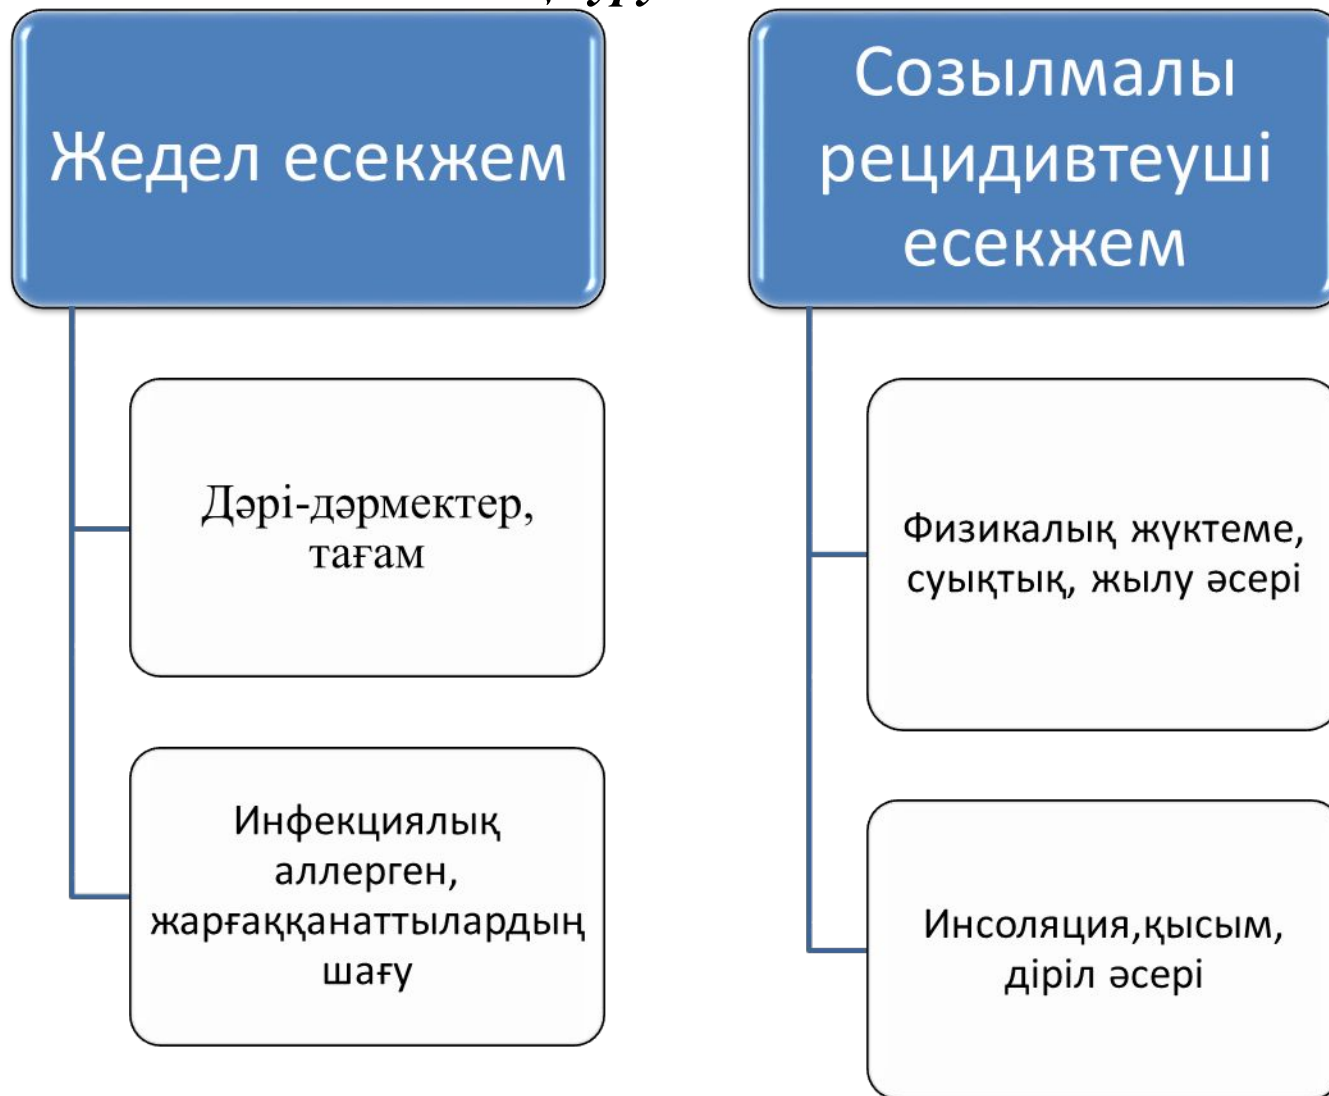 Жедел есекжем
Дәрі-дәрмектер,
тағам
Инфекциялық
аллерген,
жарғаққанаттылардың
шағу
Созылмалы
рецидивтеуші
есекжем
Физикалық жүктеме,
суықтық, жылу әсері
Инсоляция,қысым,
діріл әсері